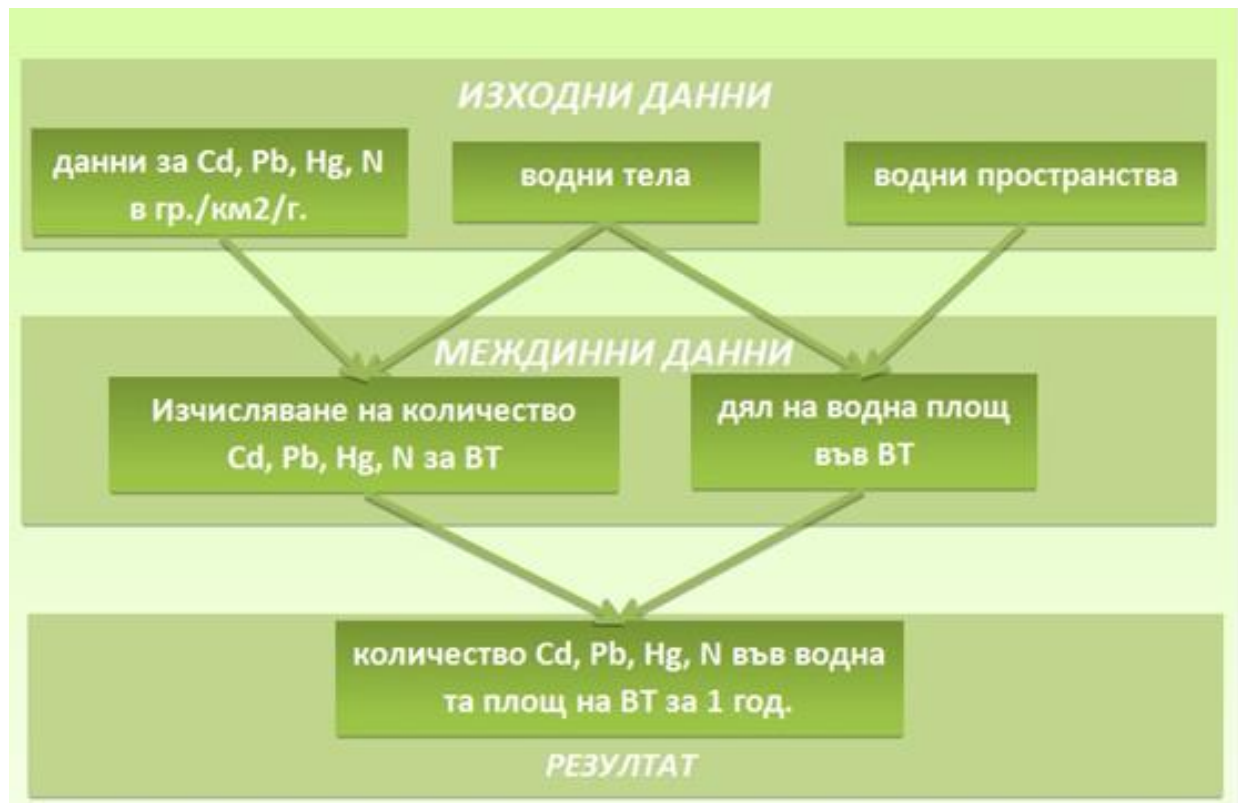 ИЗХОДНИ ДАННИ
данни за Cd, Pb, Hg, N
в гр./км2/г.
водни тела
водни пространства
МЕЖДИННИ ДАННИ
Изчисляване на количество
Cd, Pb, Hg, N за ВТ
дял на водна площ
във ВТ
количество Cd, Pb, Hg, N във водна
та площ на ВТ за 1 год.
РЕЗУЛТАТ